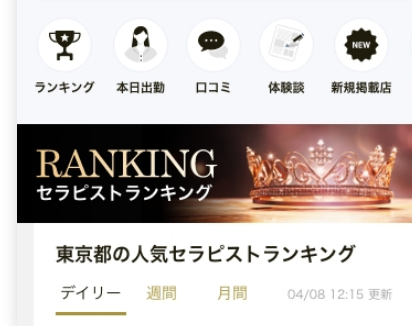 ランキング
本日出勤
口コミ
体験談
NEW
新規掲載店
RANKING
セラピストランキング
東京都の人気セラピストランキング
デイリー 週間 月間 04/08 12:15 更新